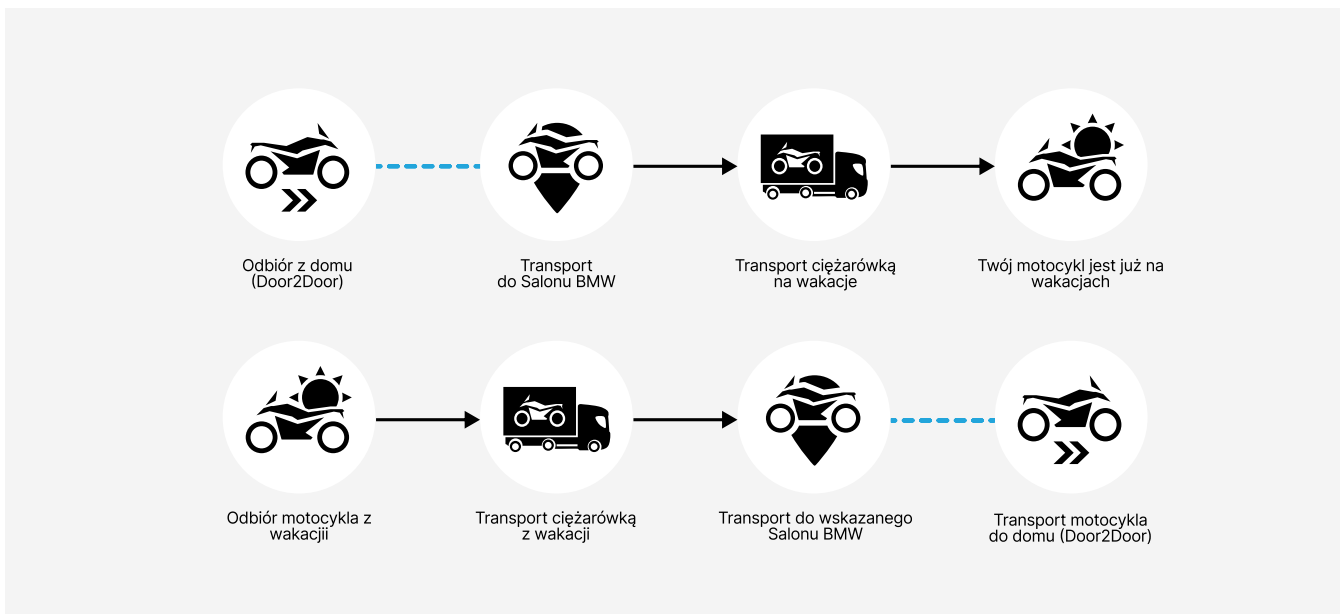 Odbiór z domu
(Door2Door)
Transport
do Salonu BMW
Transport ciężarówką
na wakacje
Twój motocykl jest już na
wakacjach
Odbiór motocykla z
wakacjii
Transport ciężarówką
z wakacji
Transport do wskazanego
Salonu BMW
Transport motocykla
do domu (Door2Door)